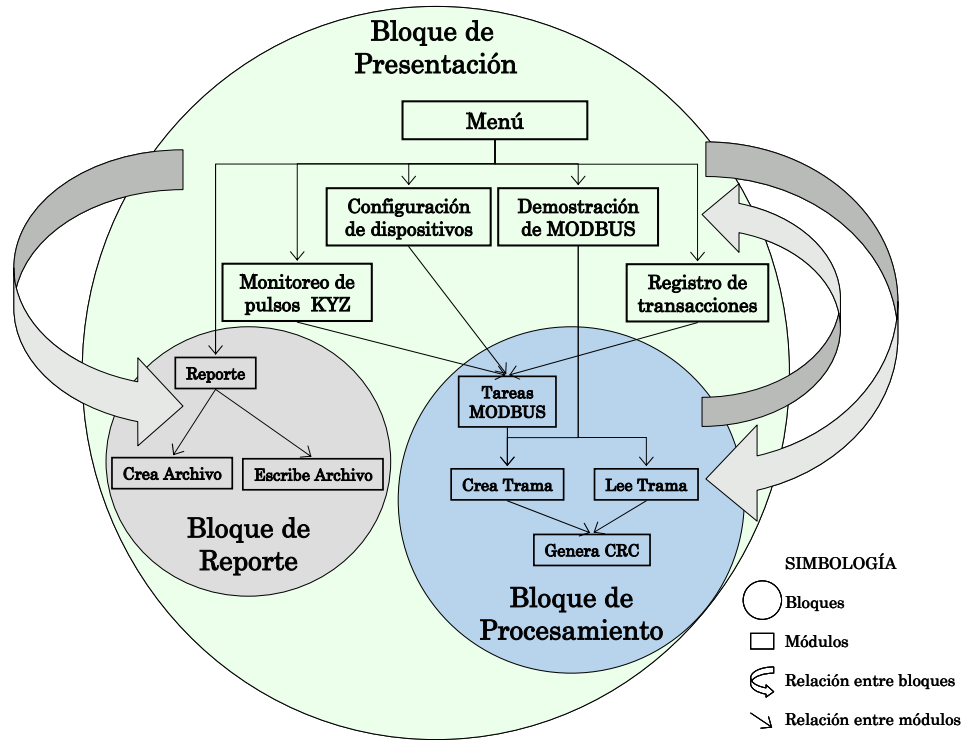 Bloque de
Presentación
Menú
Configuración
de dispositivos
Demostración
de MODBUS
Monitoreo de
pulsos KYZ
Registro de
transacciones
Reporte
Tareas
MODBUS
Crea Archivo
Escribe Archivo
Crea Trama
Lee Trama
Genera CRC
Bloque de
Reporte
Bloque de
Procesamiento
SIMBOLOGÍA
Bloques
Módulos
Relación entre bloques
Relación entre módulos